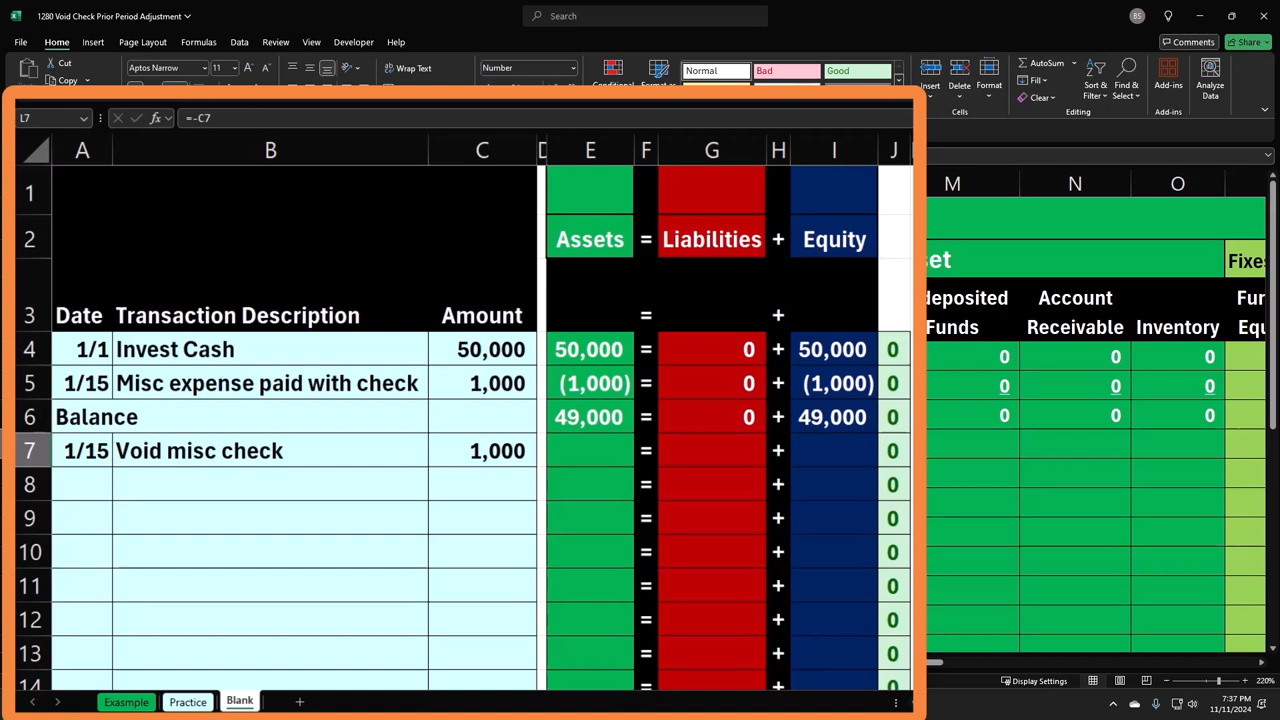 1280 Void Check Prior Period Adjustment
Search
BS
File Home Insert Page Layout Formulas Data Review View Developer Help
Comments Share
Cut
Aptos Narrow 11
Wrap Text
Number
Normal Bad Good
Insert Delete Format
Cells
AutoSum
Fill
Clear
Sort & Filter
Find & Select
Editing
Add-ins
Add-ins
Analyze Data
L7 fx =-C7
A B C D E F G H I J
M N O
1
2 Assets = Liabilities + Equity
3 Date Transaction Description Amount = +
4 1/1 Invest Cash 50,000 50,000 = 0 + 50,000 0
5 1/15 Misc expense paid with check 1,000 (1,000) = 0 + (1,000) 0
6 Balance 49,000 = 0 + 49,000 0
7 1/15 Void misc check 1,000 = + 0
8 = + 0
9 = + 0
10 = + 0
11 = + 0
12 = + 0
13 = + 0
14
set Fixes
deposited Account Fur
Funds Receivable Inventory Equ
0 0 0
0 0 0
0 0 0
Exasmple Practice Blank
Display Settings
220%
7:37 PM
11/11/2024